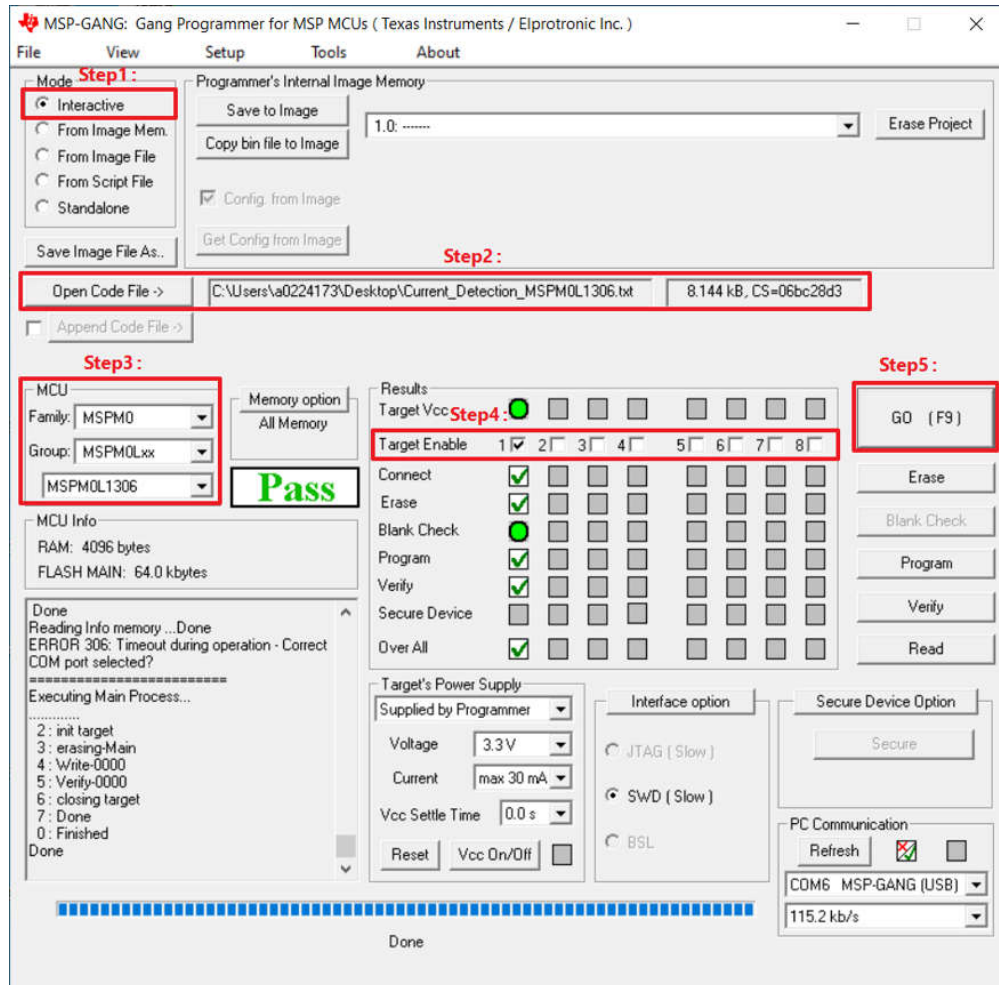 MSP-GANG: Gang Programmer for MSP MCUs ( Texas Instruments / Elprotronic Inc. )
File View Setup Tools About
Mode Step1 :
Interactive
From Image Mem.
From Image File
From Script File
Standalone
Save Image File As..
Programmer's Internal Image Memory
Save to Image
Copy bin file to Image
1.0: -------
Erase Project
Config. from Image
Get Config from Image
Step2 :
Open Code File -> C:\Users\a0224173\Desktop\Current_Detection_MSPM0L1306.txt 8.144 kB, CS=06bc28d3
Append Code File ->
Step3 :
MCU
Family: MSPM0
Group: MSPM0Lxx
MSPM0L1306
Memory option
All Memory
Pass
MCU Info
RAM: 4096 bytes
FLASH MAIN: 64.0 kbytes
Done
Reading Info memory ...Done
ERROR 306: Timeout during operation - Correct
COM port selected?
==========================
Executing Main Process...
.............
2 : init target
3 : erasing-Main
4 : Write-0000
5 : Verify-0000
6 : closing target
7 : Done
0 : Finished
Done
Results
Target Vcc
Step4 :
Target Enable 1 2 3 4 5 6 7 8
Connect
Erase
Blank Check
Program
Verify
Secure Device
Over All
Step5 :
GO (F9)
Erase
Blank Check
Program
Verify
Read
Target's Power Supply
Supplied by Programmer
Voltage 3.3 V
Current max 30 mA
Vcc Settle Time 0.0 s
Reset Vcc On/Off
Interface option
JTAG ( Slow )
SWD ( Slow )
BSL
Secure Device Option
Secure
PC Communication
Refresh
COM6 MSP-GANG (USB)
115.2 kb/s
Done